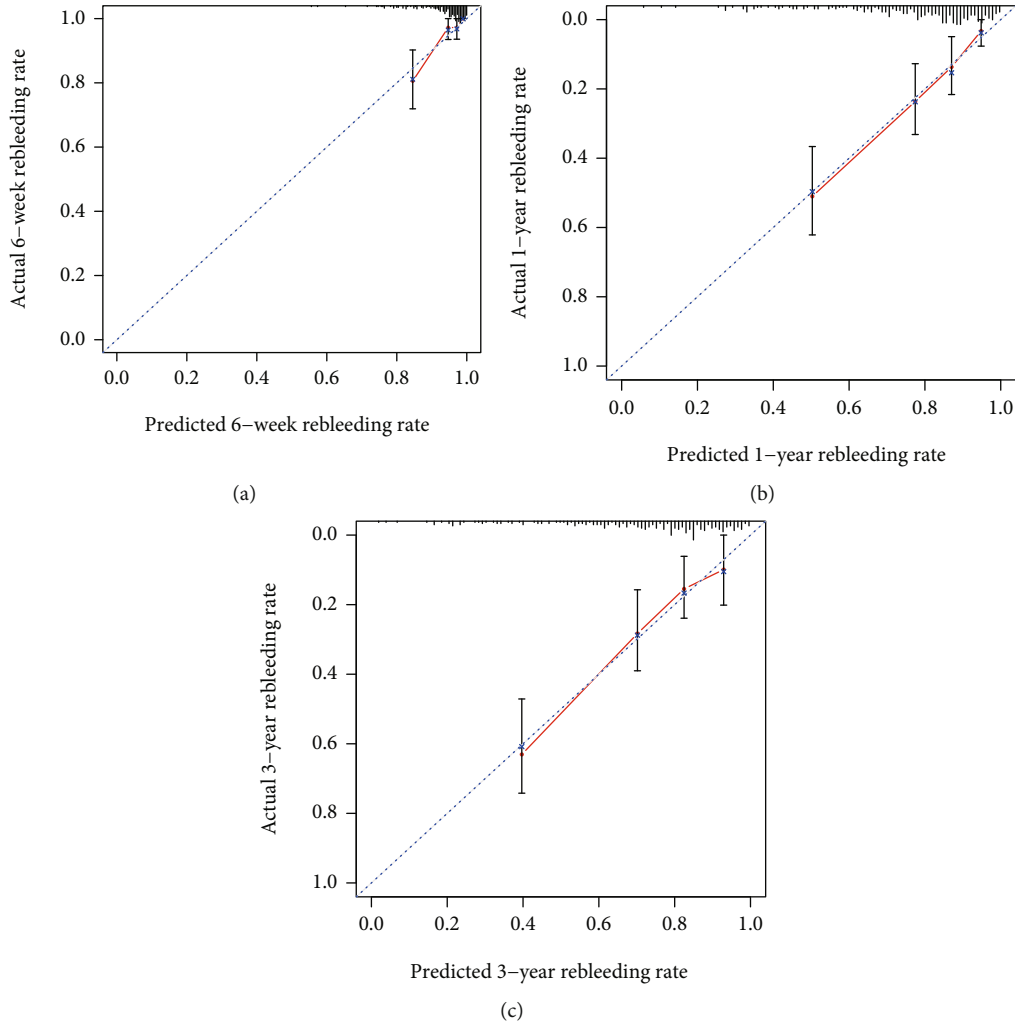 1.0
0.8
0.6
0.4
0.2
0.0
Actual 6−week rebleeding rate
0.0 0.2 0.4 0.6 0.8 1.0
Predicted 6−week rebleeding rate
(a)
0.0
0.2
0.4
0.6
0.8
1.0
Actual 1−year rebleeding rate
0.0 0.2 0.4 0.6 0.8 1.0
Predicted 1−year rebleeding rate
(b)
0.0
0.2
0.4
0.6
0.8
1.0
Actual 3−year rebleeding rate
0.0 0.2 0.4 0.6 0.8 1.0
Predicted 3−year rebleeding rate
(c)